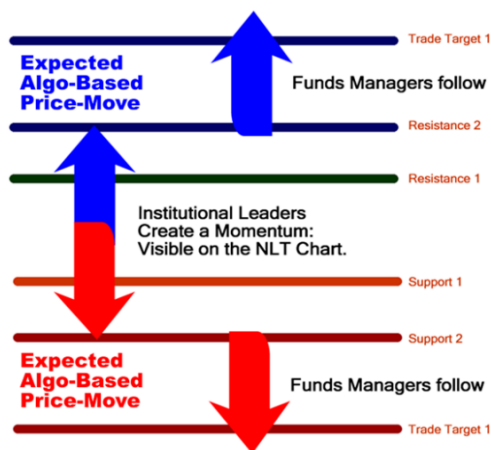 Trade Target 1
Expected
Algo-Based
Price-Move
Funds Managers follow
Resistance 2
Resistance 1
Institutional Leaders
Create a Momentum:
Visible on the NLT Chart.
Support 1
Support 2
Expected
Algo-Based
Price-Move
Funds Managers follow
Trade Target 1